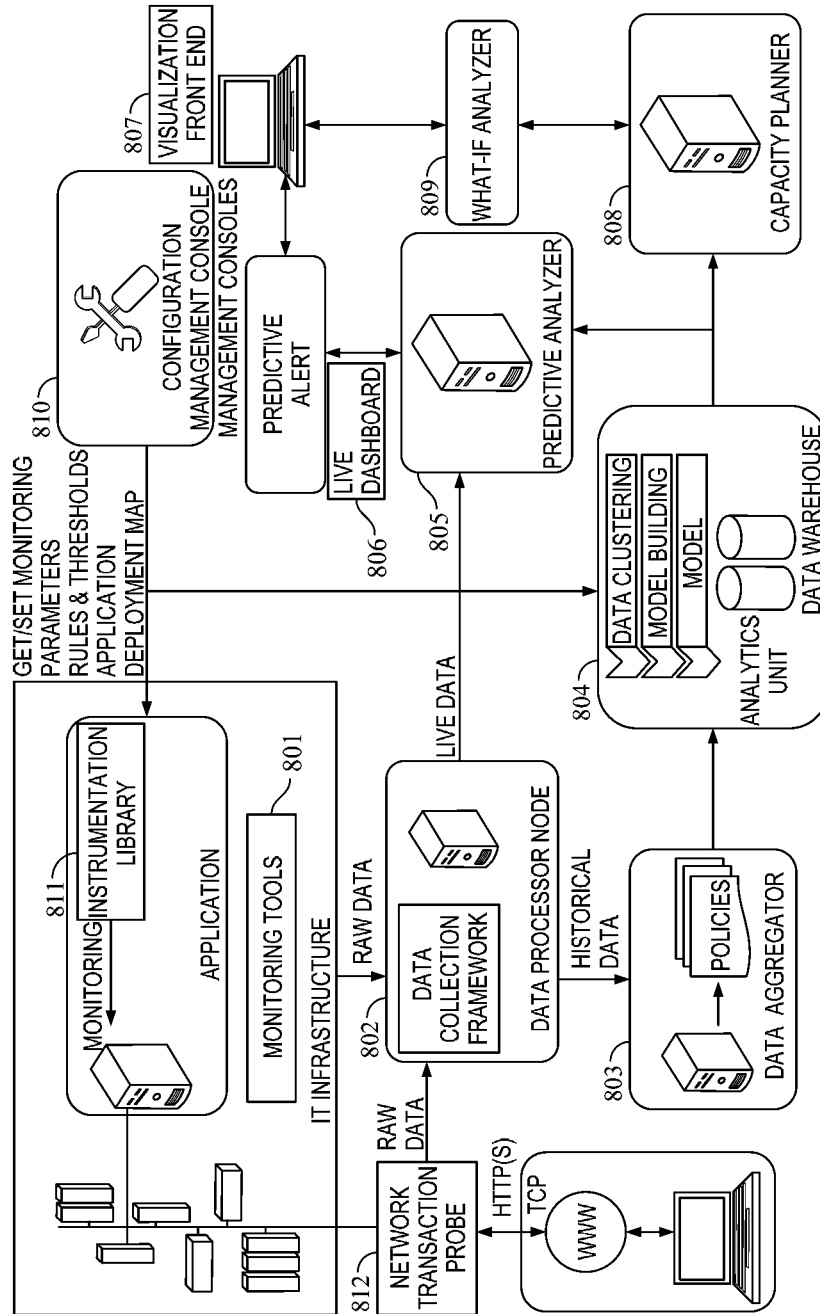 GET/SET MONITORING
PARAMETERS
RULES & THRESHOLDS
APPLICATION
DEPLOYMENT MAP
811
INSTRUMENTATION
LIBRARY
MONITORING
APPLICATION
801
MONITORING TOOLS
IT INFRASTRUCTURE
810
CONFIGURATION
MANAGEMENT CONSOLE
MANAGEMENT CONSOLES
807
VISUALIZATION
FRONT END
PREDICTIVE
ALERT
LIVE
DASHBOARD
806
812
NETWORK
TRANSACTION
PROBE
RAW
DATA
RAW DATA
802
DATA
COLLECTION
FRAMEWORK
DATA PROCESSOR NODE
LIVE DATA
805
PREDICTIVE ANALYZER
809
WHAT-IF ANALYZER
HTTP(S)
TCP
WWW
HISTORICAL
DATA
803
POLICIES
DATA AGGREGATOR
804
DATA CLUSTERING
MODEL BUILDING
MODEL
ANALYTICS
UNIT
DATA WAREHOUSE
808
CAPACITY PLANNER